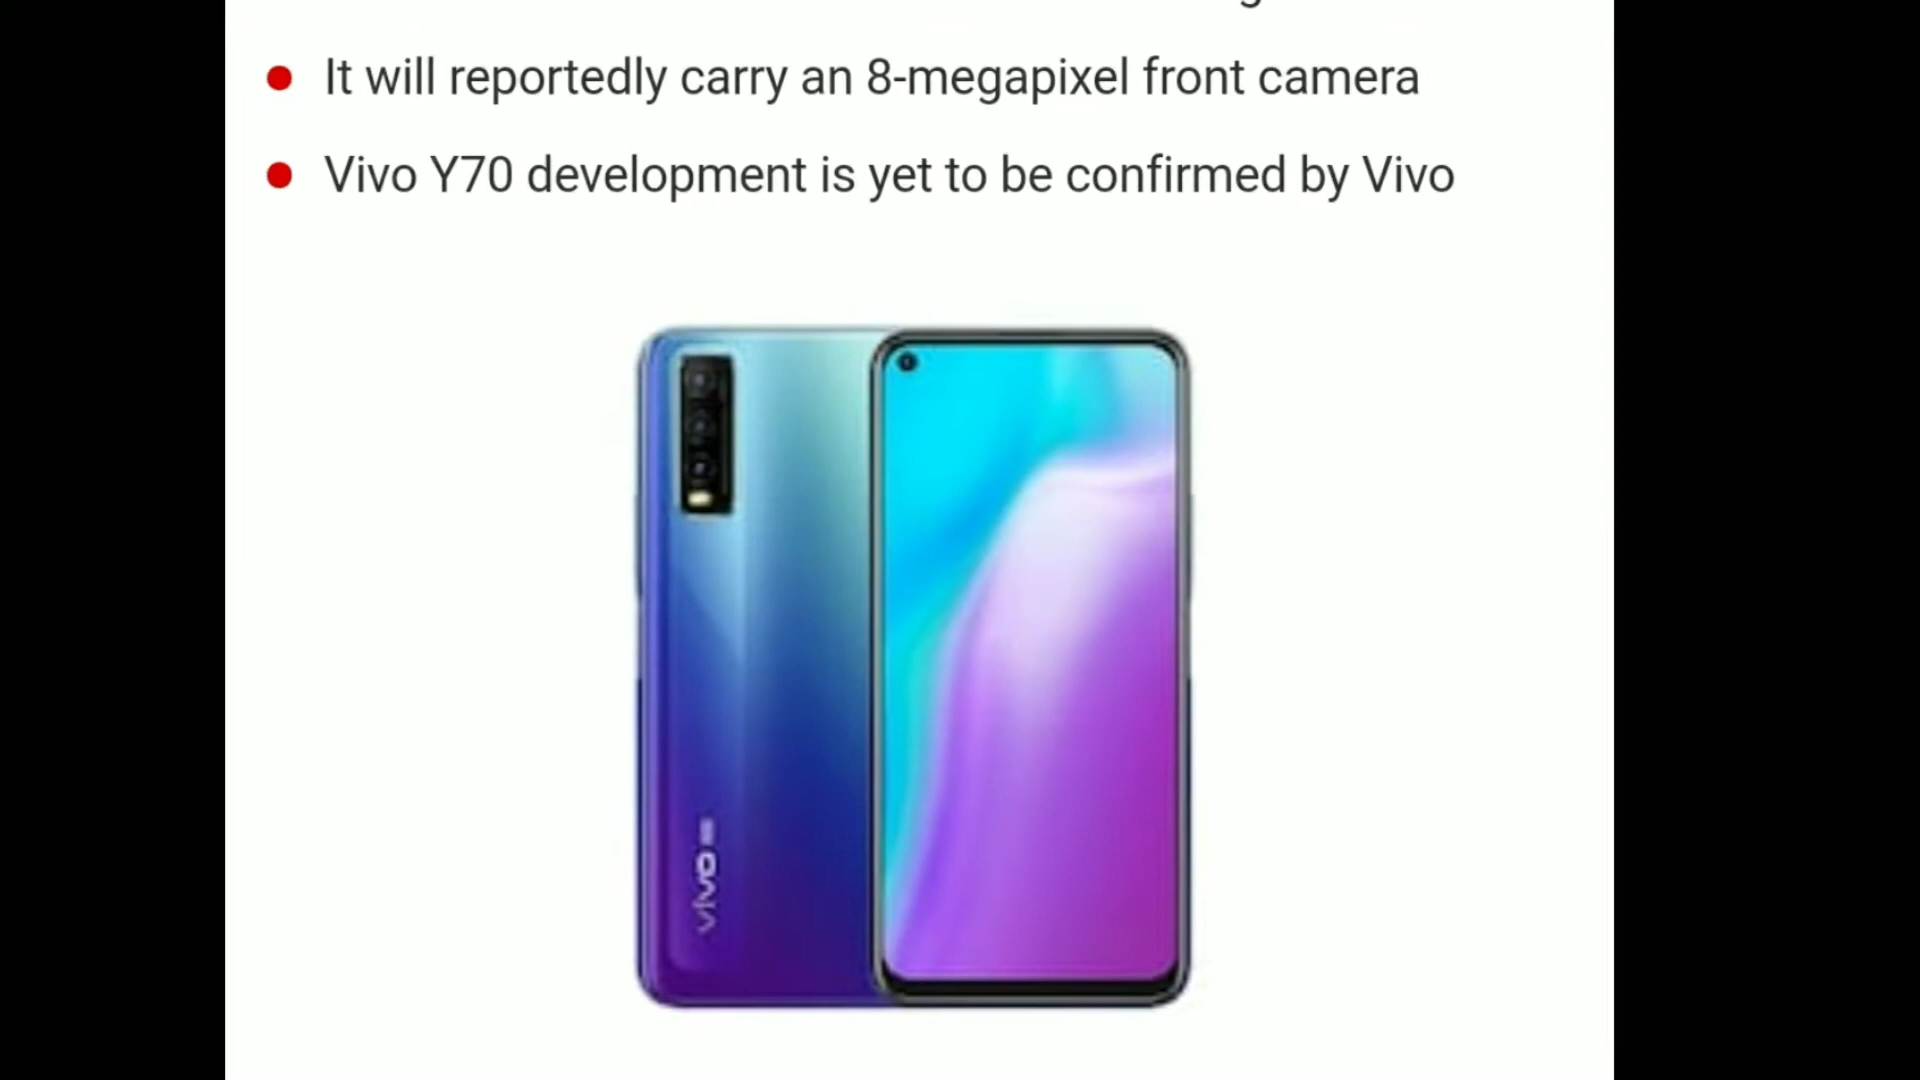 It will reportedly carry an 8-megapixel front camera
Vivo Y70 development is yet to be confirmed by Vivo
vivo